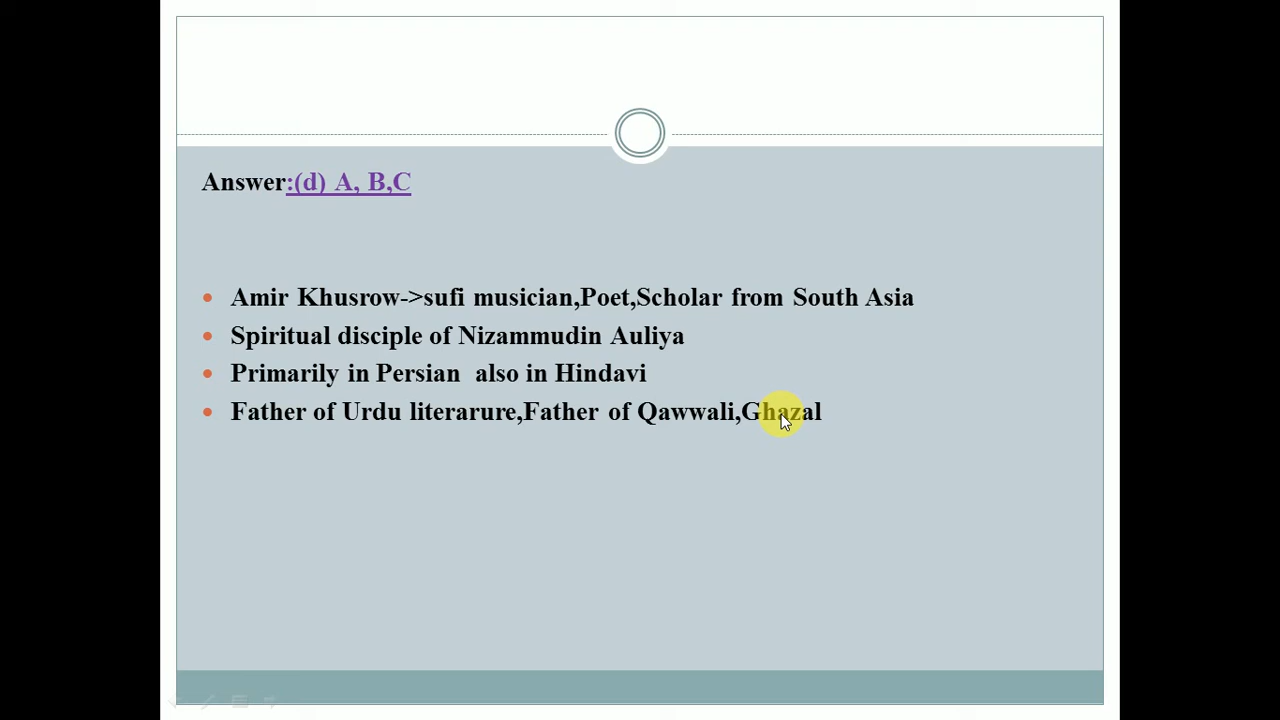 Answer:(d) A, B,C
Amir Khusrow->sufi musician,Poet,Scholar from South Asia
Spiritual disciple of Nizammudin Auliya
Primarily in Persian also in Hindavi
Father of Urdu literarure,Father of Qawwali,Ghazal